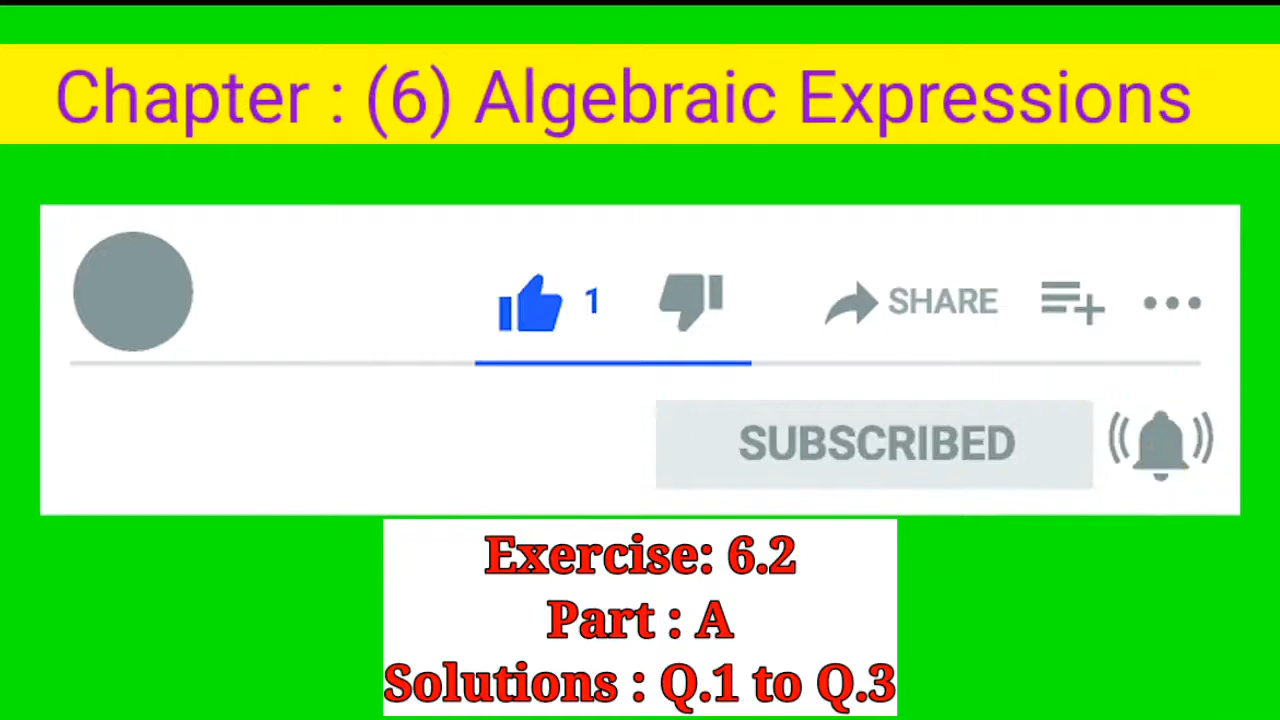 Chapter : (6) Algebraic Expressions
1
SHARE
SUBSCRIBED
Exercise: 6.2
Part : A
Solutions : Q.1 to Q.3